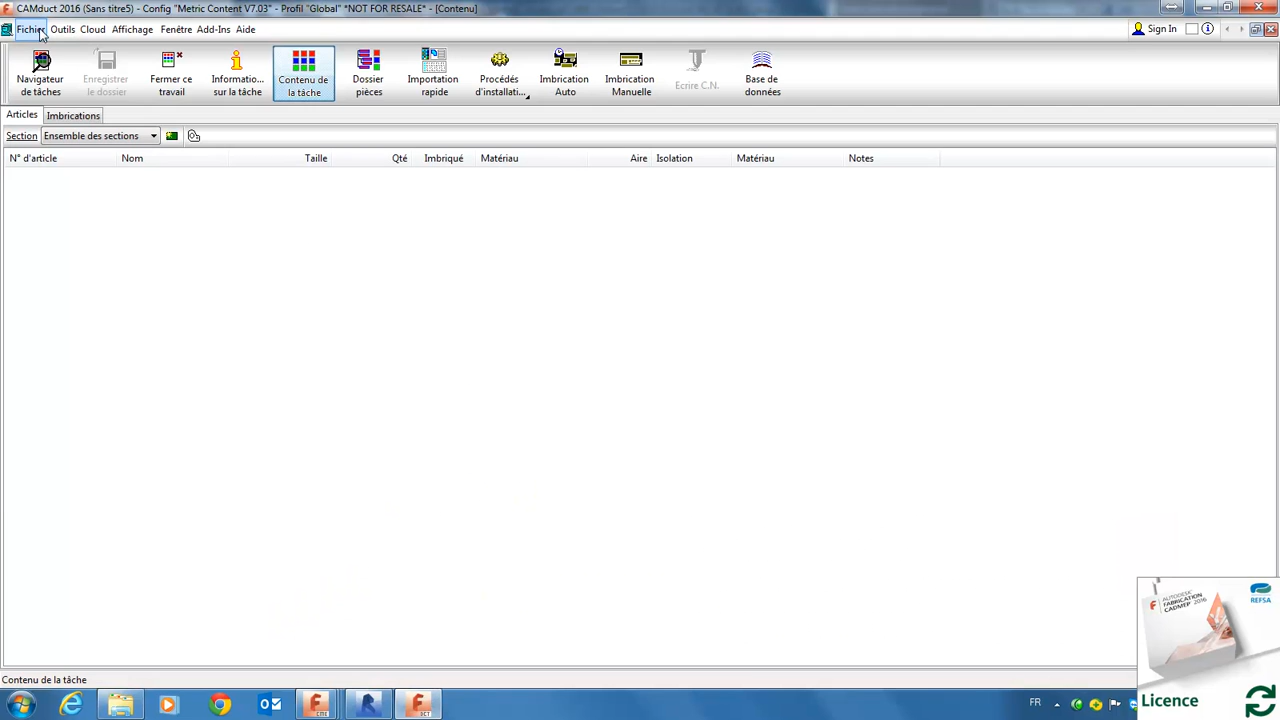 CAMduct 2016 (Sans titre5) - Config "Metric Content V7.03" - Profil "Global" *NOT FOR RESALE* - [Contenu]
Fichier Outils Cloud Affichage Fenêtre Add-Ins Aide
Sign In
Navigateur de tâches
Enregistrer le dossier
Fermer ce travail
Informatio... sur la tâche
Contenu de la tâche
Dossier pièces
Importation rapide
Procédés d'installati...
Imbrication Auto
Imbrication Manuelle
Ecrire C.N.
Base de données
Articles Imbrications
Section Ensemble des sections
N° d'article Nom Taille Qté Imbriqué Matériau Aire Isolation Matériau Notes
AUTODESK
FABRICATION
CADMEP 2016
REFSA
Contenu de la tâche
Licence
FR